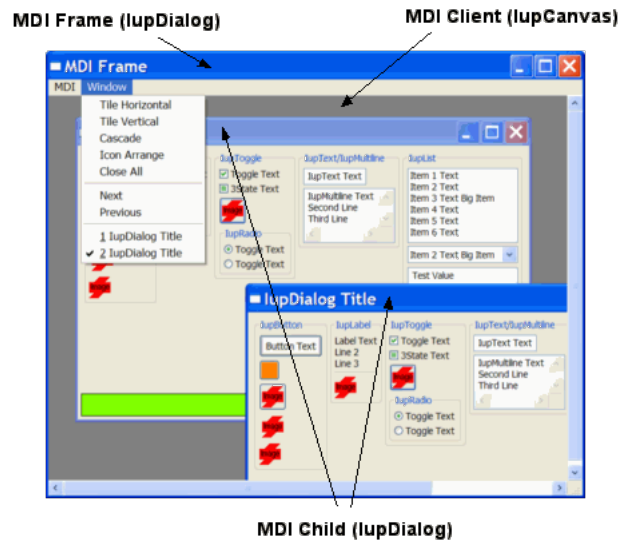 MDI Frame (IupDialog)
MDI Client (IupCanvas)
MDI Frame
MDI Window
Tile Horizontal
Tile Vertical
Cascade
Icon Arrange
Close All
Next
Previous
1 IupDialog Title
2 IupDialog Title
IupToggle
Toggle Text
3State Text
IupRadio
Toggle Text
Toggle Text
IupText/IupMultiline
IupText Text
IupMultiline Text
Second Line
Third Line
IupList
Item 1 Text
Item 2 Text
Item 3 Text Big Item
Item 4 Text
Item 5 Text
Item 6 Text
Item 2 Text Big Item
Test Value
IupDialog Title
IupButton
Button Text
IupLabel
Label Text
Line 2
Line 3
IupToggle
Toggle Text
3State Text
IupRadio
Toggle Text
Toggle Text
IupText/IupMultiline
IupText Text
IupMultiline Text
Second Line
Third Line
MDI Child (IupDialog)